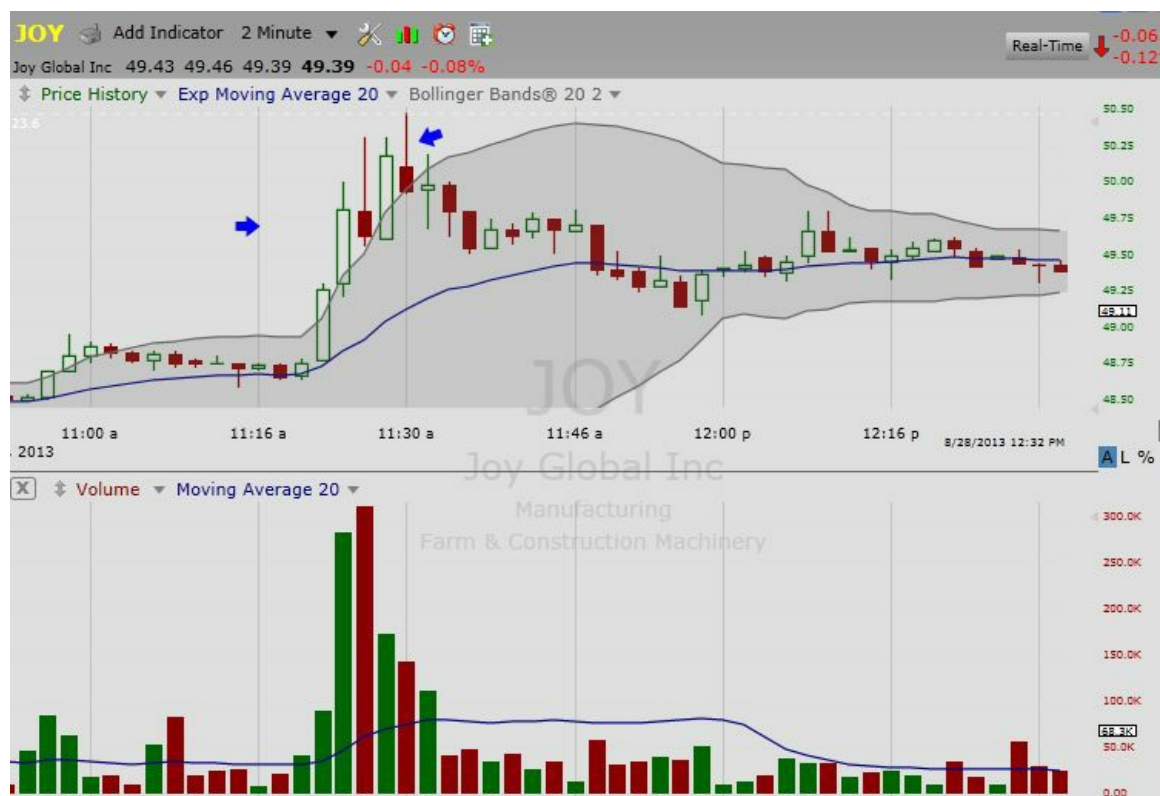 JOY Add Indicator 2 Minute Real-Time -0.06
-0.12
Joy Global Inc 49.43 49.46 49.39 49.39 -0.04 -0.08%
Price History Exp Moving Average 20 Bollinger Bands® 20 2
23.6
50.50
50.25
50.00
49.75
49.50
49.25
49.11
49.00
48.75
48.50
JOY
11:00 a 11:16 a 11:30 a 11:46 a 12:00 p 12:16 p 8/28/2013 12:32 PM
2013
A L %
Joy Global Inc
X Volume Moving Average 20
Manufacturing
Farm & Construction Machinery
300.0K
250.0K
200.0K
150.0K
100.0K
68.3K
50.0K
0.00